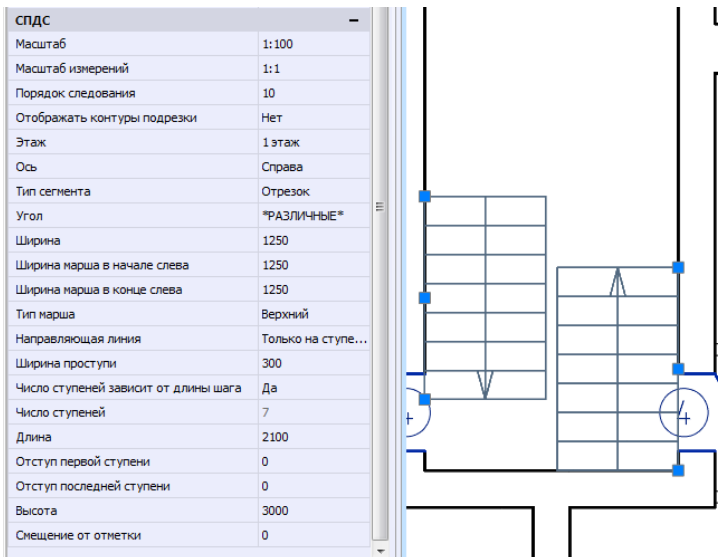 СПДС
Масштаб 1:100
Масштаб измерений 1:1
Порядок следования 10
Отображать контуры подрезки Нет
Этаж 1 этаж
Ось Справа
Тип сегмента Отрезок
Угол *РАЗЛИЧНЫЕ*
Ширина 1250
Ширина марша в начале слева 1250
Ширина марша в конце слева 1250
Тип марша Верхний
Направляющая линия Только на ступе...
Ширина проступи 300
Число ступеней зависит от длины шага Да
Число ступеней 7
Длина 2100
Отступ первой ступени 0
Отступ последней ступени 0
Высота 3000
Смещение от отметки 0